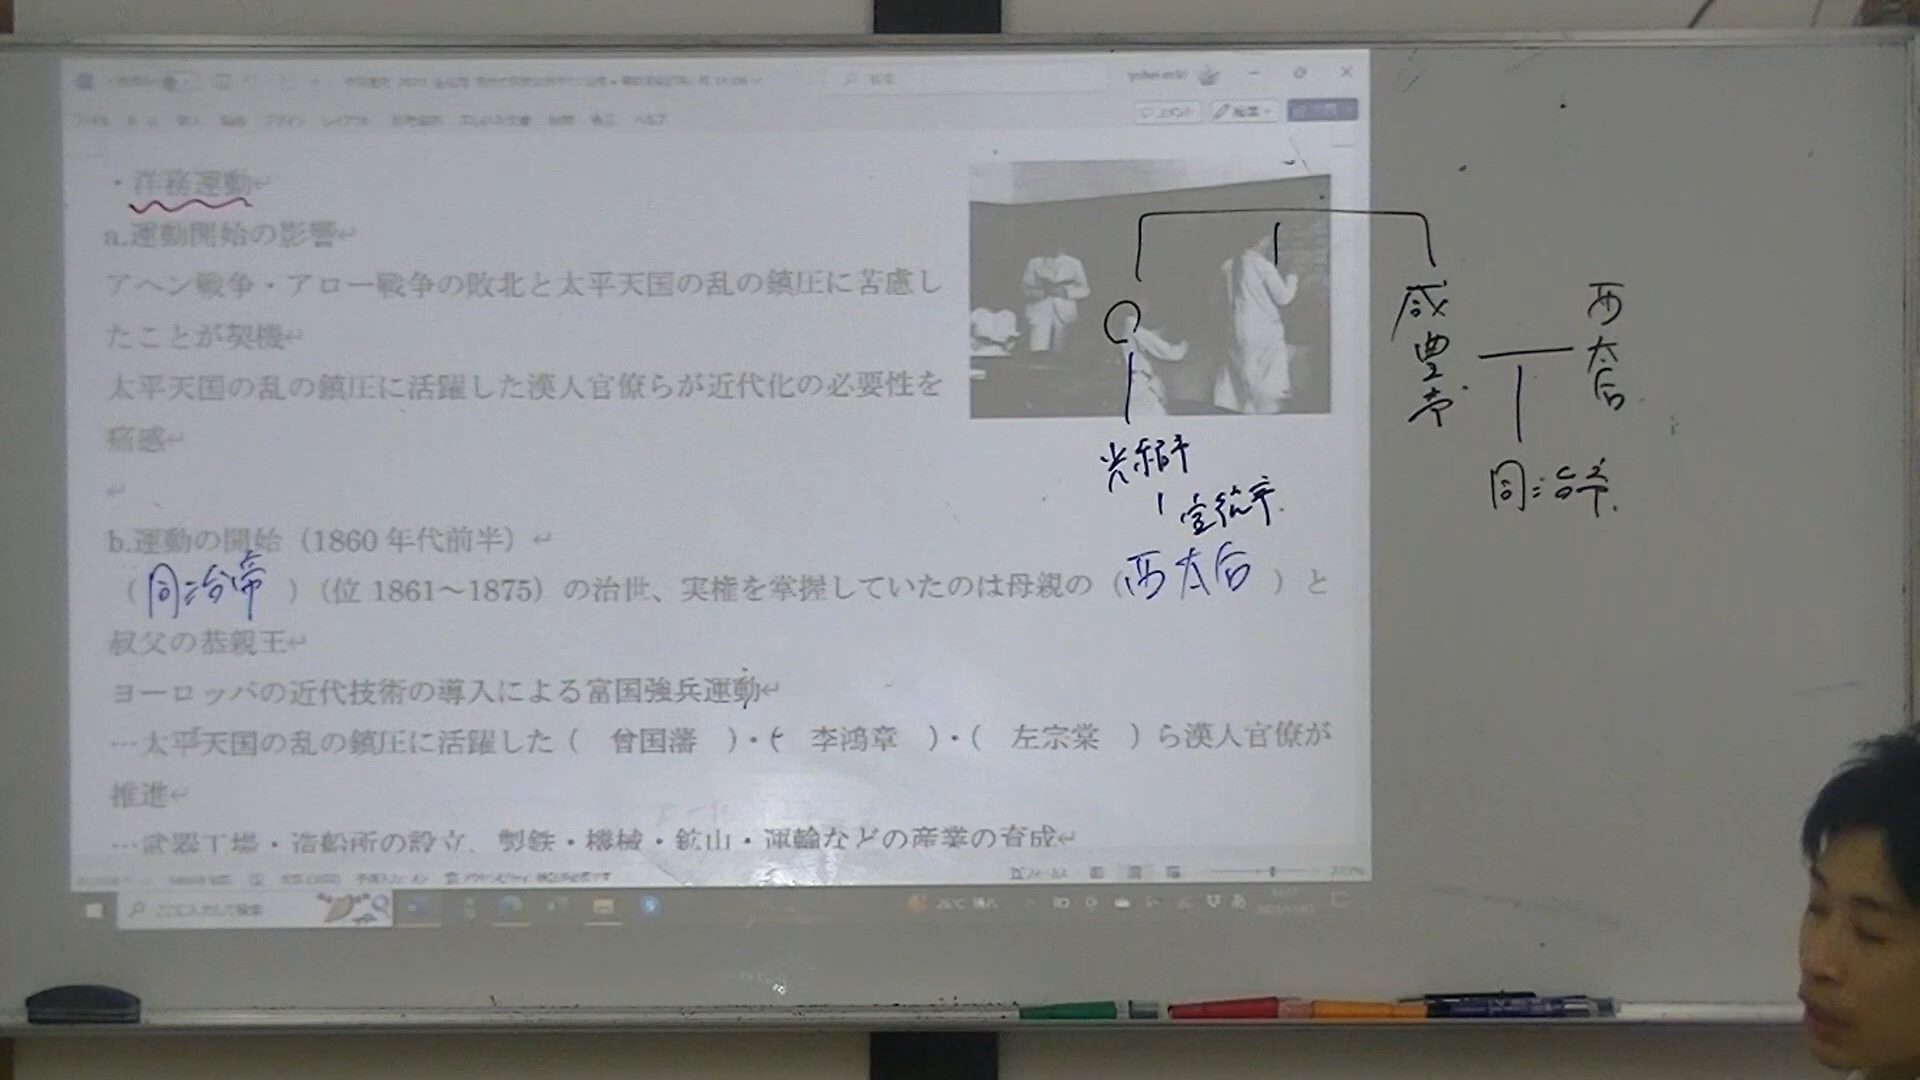 ・洋務運動
a.運動開始の影響
アヘン戦争・アロー戦争の敗北と太平天国の乱の鎮圧に苦慮し
たことが契機
太平天国の乱の鎮圧に活躍した漢人官僚らが近代化の必要性を
痛感
b.運動の開始（1860 年代前半）
（同治帝）（位 1861～1875）の治世、実権を掌握していたのは母親の（西太后）と
叔父の恭親王
ヨーロッパの近代技術の導入による富国強兵運動
…太平天国の乱の鎮圧に活躍した（ 曾国藩 ）・（ 李鴻章 ）・（ 左宗棠 ）ら漢人官僚が
推進
…武器工場・造船所の設立、製鉄・機械・鉱山・運輸などの産業の育成
咸豊帝
西太后
同治帝
光緒帝
宣統帝
ここに入力して検索